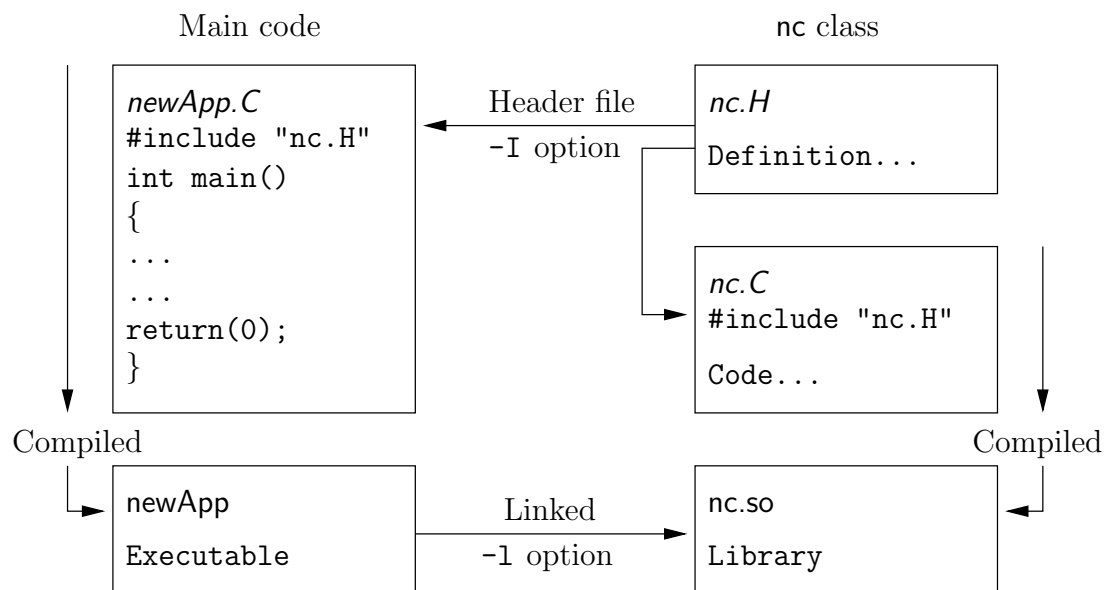 Main code
newApp.C
#include "nc.H"
int main()
{
...
...
return(0);
}
Compiled
newApp
Executable
Header file
-I option
Linked
-l option
nc class
nc.H
Definition...
nc.C
#include "nc.H"
Code...
Compiled
nc.so
Library